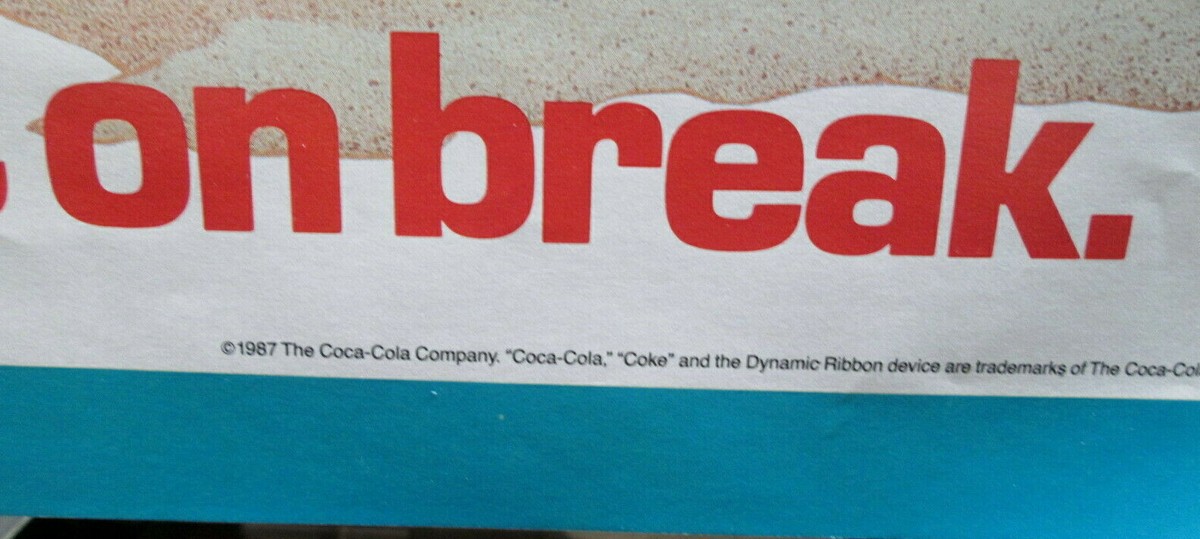 on break.
©1987 The Coca-Cola Company. “Coca-Cola,” “Coke” and the Dynamic Ribbon device are trademarks of The Coca-Col